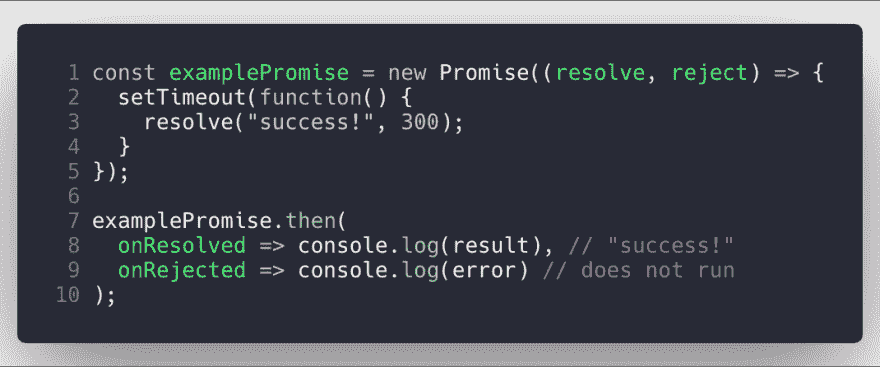 1 const examplePromise = new Promise((resolve, reject) => {
2   setTimeout(function() {
3     resolve("success!", 300);
4   }
5 });
6
7 examplePromise.then(
8   onResolved => console.log(result), // "success!"
9   onRejected => console.log(error) // does not run
10 );